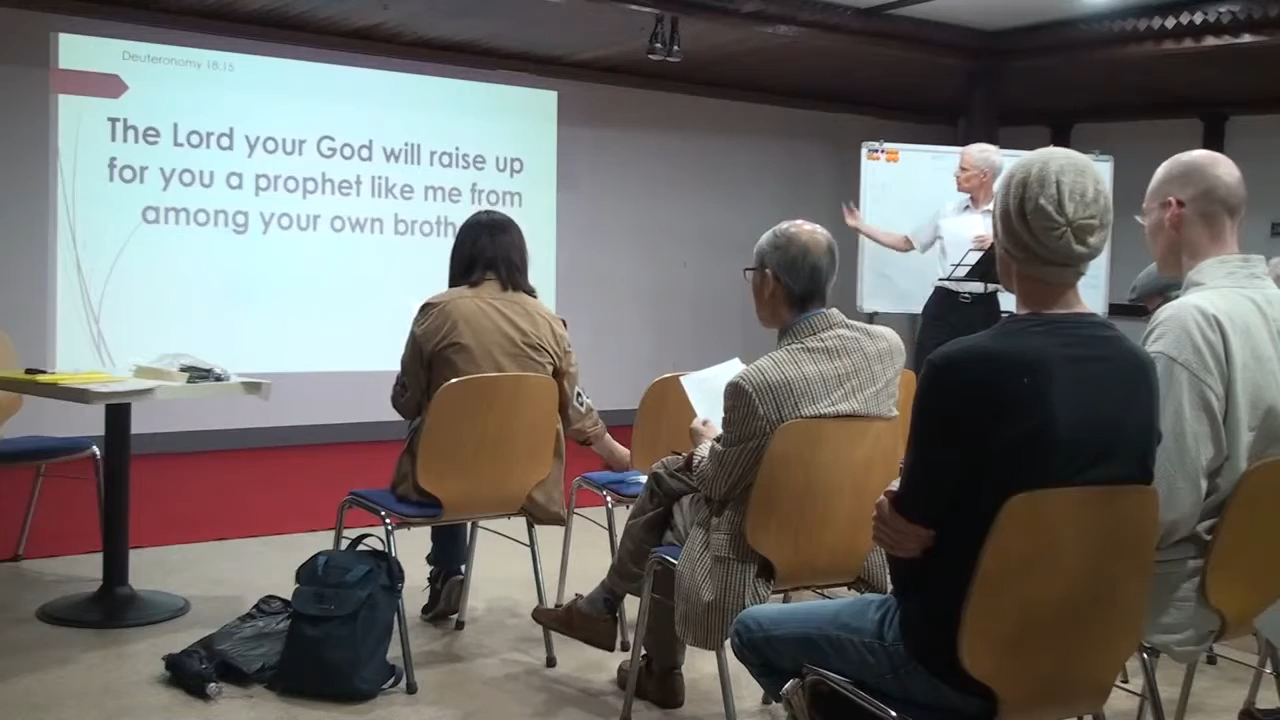 Deuteronomy 18:15
The Lord your God will raise up
for you a prophet like me from
among your own broth